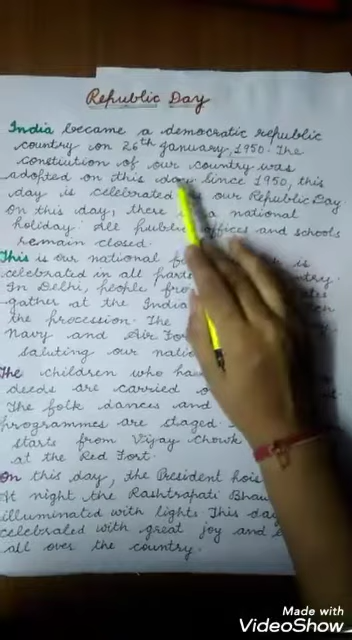 Republic Day
India became a democratic republic
country on 26th January, 1950. The
constiution of our country was
adopted on this day. Since 1950, this
day is celebrated our Republic Day.
On this day, there a national
holiday. All public offices and schools
remain closed.
This is our national is
celebrated in all parts
In Delhi, people
gather at the India
the procession. The
Navy and Air
saluting our
The children who
deeds are carried
The folk dances and
programmes are staged
starts from Vijay chowk
at the Red Fort.
On this day, the President
At night the Rashtrapati
illuminated with lights. This day
celebrated with great joy and
all over the country.
Made with
VideoShow